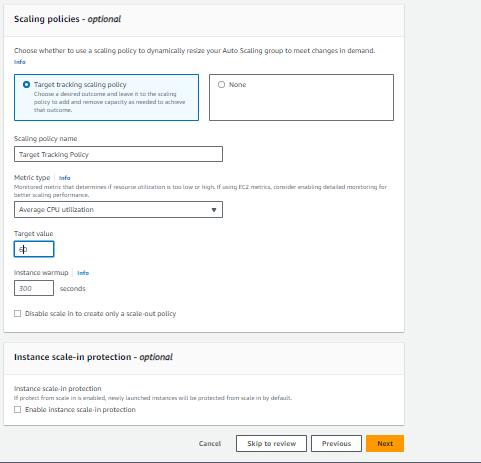 Scaling policies - optional
Choose whether to use a scaling policy to dynamically resize your Auto Scaling group to meet changes in demand.
Info
Target tracking scaling policy
Choose a desired outcome and leave it to the scaling
policy to add and remove capacity as needed to achieve
that outcome.
None
Scaling policy name
Target Tracking Policy
Metric type | Info
Monitored metric that determines if resource utilization is too low or high. If using EC2 metrics, consider enabling detailed monitoring for
better scaling performance.
Average CPU utilization
Target value
60
Instance warmup | Info
300 seconds
Disable scale in to create only a scale-out policy
Instance scale-in protection - optional
Instance scale-in protection
If protect from scale in is enabled, newly launched instances will be protected from scale in by default.
Enable instance scale-in protection
Cancel Skip to review Previous Next